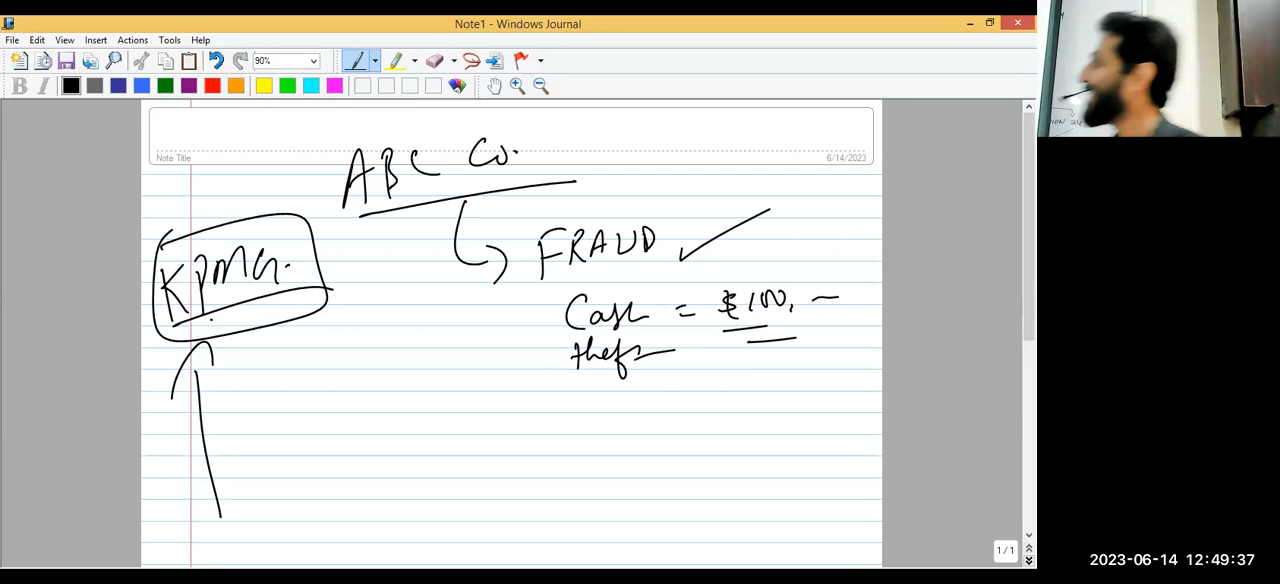 Note1 - Windows Journal
File Edit View Insert Actions Tools Help
90%
B I
Note Title
6/14/2023
ABC Co.
FRAUD
KPMG.
Cash = $100,
theft
1/1
2023-06-14 12:49:37